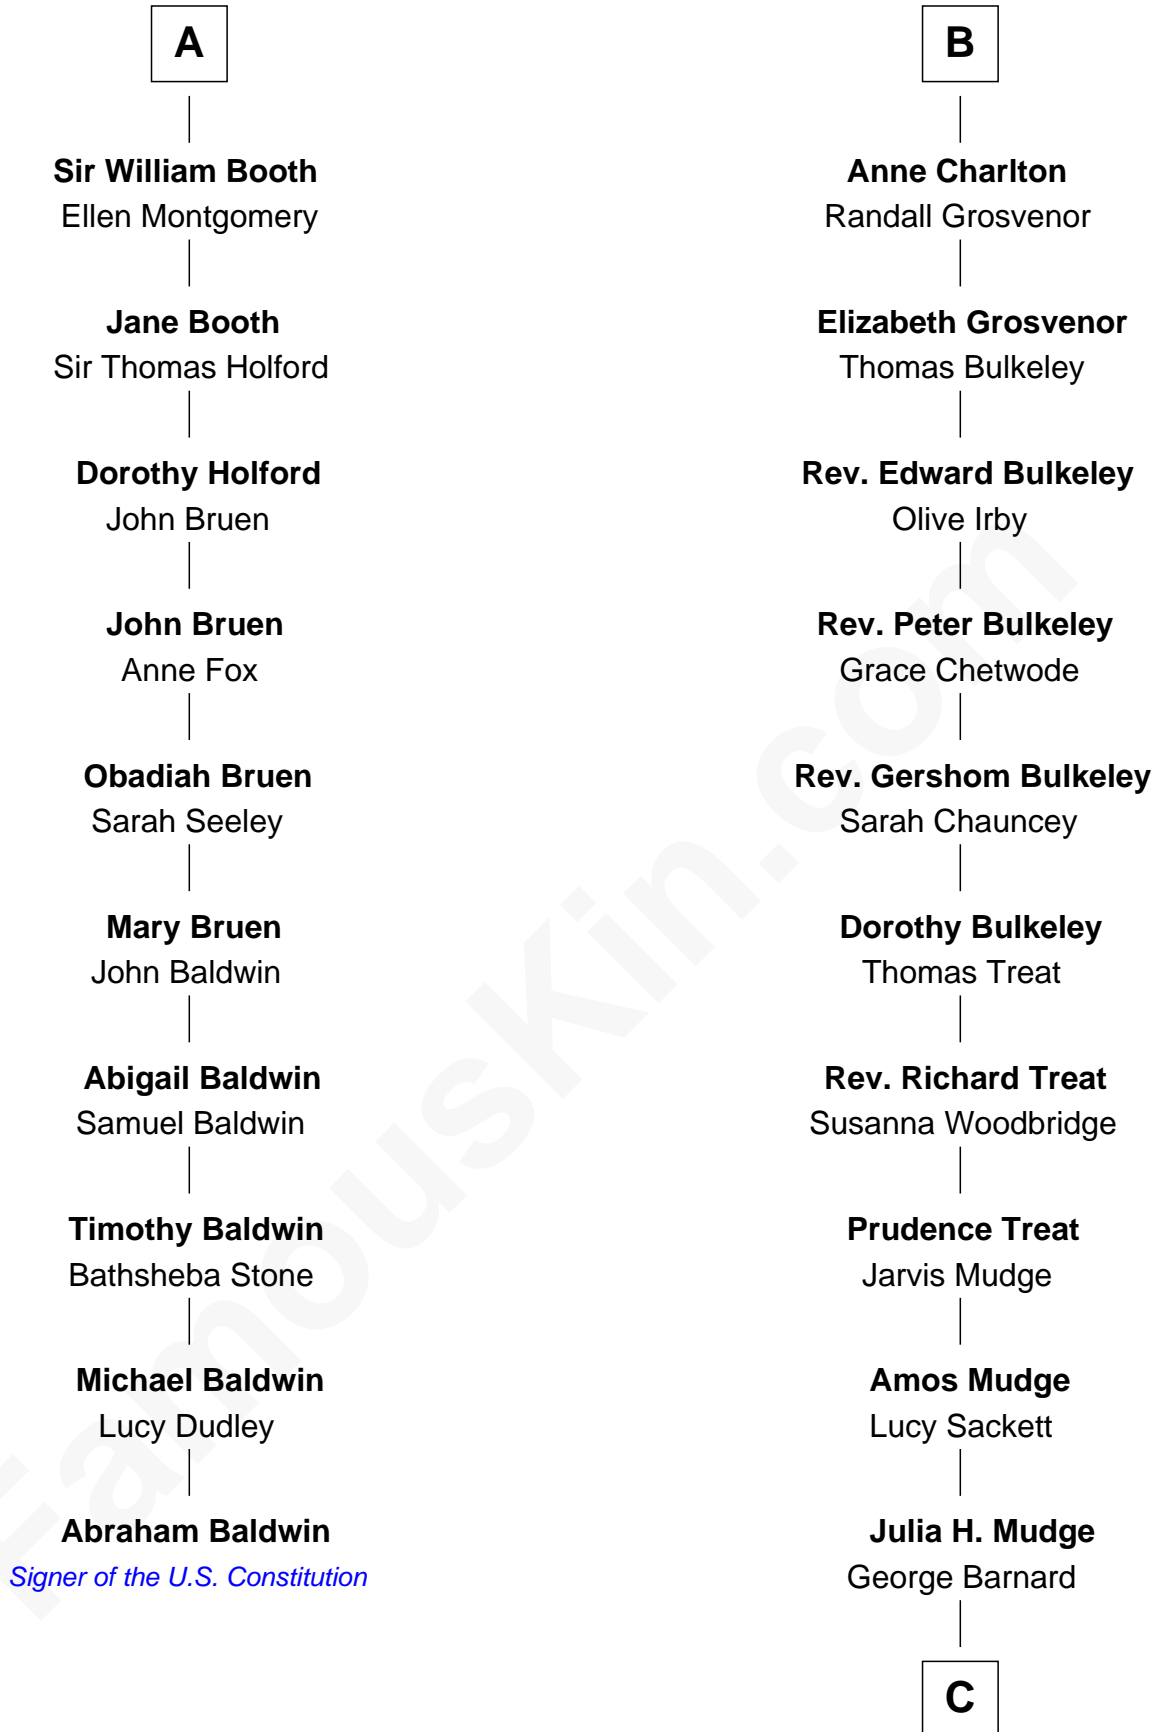 A
Sir William Booth
Ellen Montgomery
Jane Booth
Sir Thomas Holford
Dorothy Holford
John Bruen
John Bruen
Anne Fox
Obadiah Bruen
Sarah Seeley
Mary Bruen
John Baldwin
Abigail Baldwin
Samuel Baldwin
Timothy Baldwin
Bathsheba Stone
Michael Baldwin
Lucy Dudley
Abraham Baldwin
Signer of the U.S. Constitution
B
Anne Charlton
Randall Grosvenor
Elizabeth Grosvenor
Thomas Bulkeley
Rev. Edward Bulkeley
Olive Irby
Rev. Peter Bulkeley
Grace Chetwode
Rev. Gershom Bulkeley
Sarah Chauncey
Dorothy Bulkeley
Thomas Treat
Rev. Richard Treat
Susanna Woodbridge
Prudence Treat
Jarvis Mudge
Amos Mudge
Lucy Sackett
Julia H. Mudge
George Barnard
C
FamousKin.com